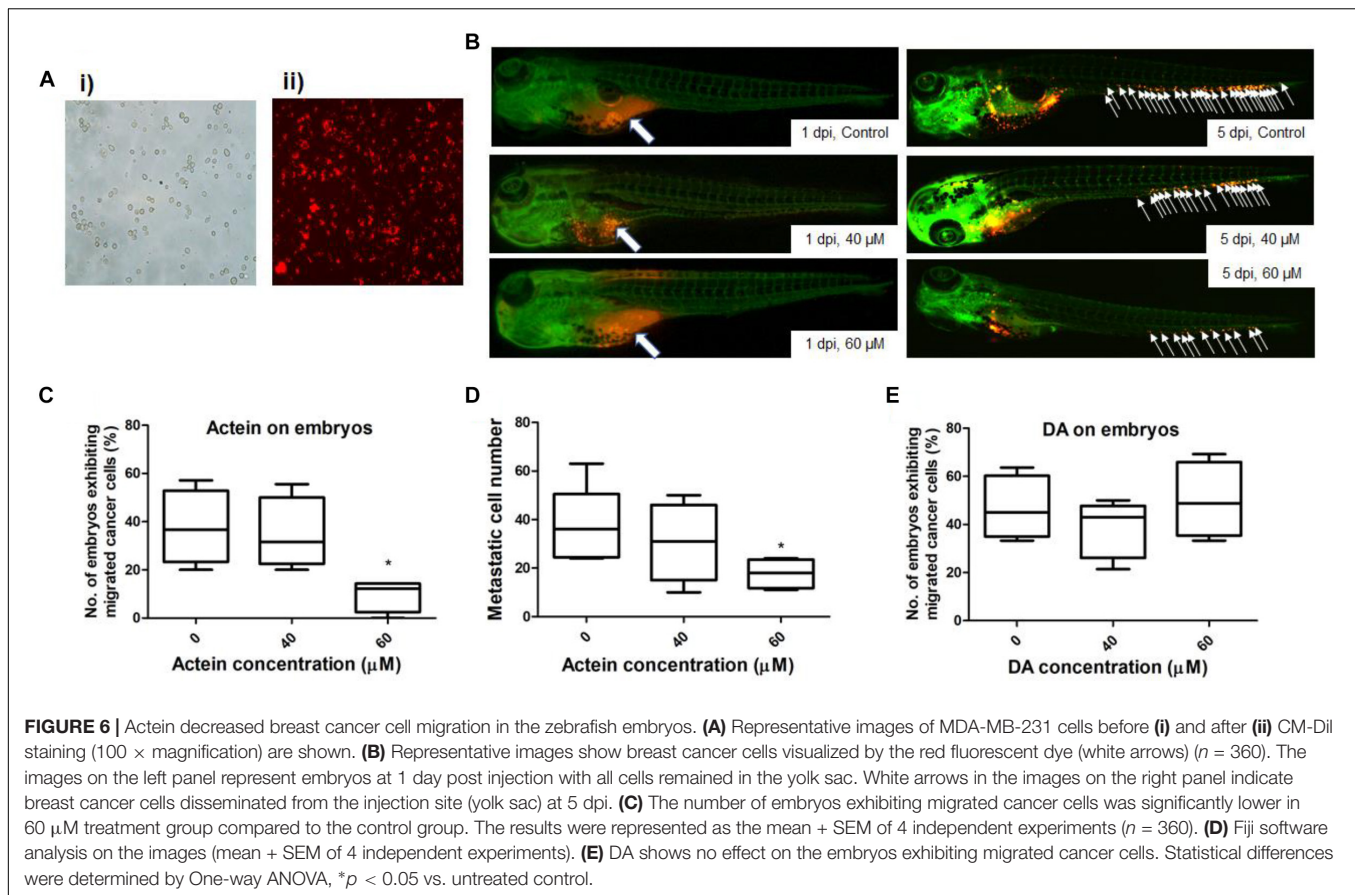 A
i)
ii)
B
1 dpi, Control
5 dpi, Control
1 dpi, 40 µM
5 dpi, 40 µM
5 dpi, 60 µM
1 dpi, 60 µM
C
Actein on embryos
No. of embryos exhibiting
migrated cancer cells (%)
80
60
40
20
0
*
0
40
60
Actein concentration (µM)
D
Metastatic cell number
80
60
40
20
0
*
0
40
60
Actein concentration (µM)
E
DA on embryos
No. of embryos exhibiting
migrated cancer cells (%)
80
60
40
20
0
0
40
60
DA concentration (µM)
FIGURE 6 | Actein decreased breast cancer cell migration in the zebrafish embryos. (A) Representative images of MDA-MB-231 cells before (i) and after (ii) CM-DiI
staining (100 × magnification) are shown. (B) Representative images show breast cancer cells visualized by the red fluorescent dye (white arrows) (n = 360). The
images on the left panel represent embryos at 1 day post injection with all cells remained in the yolk sac. White arrows in the images on the right panel indicate
breast cancer cells disseminated from the injection site (yolk sac) at 5 dpi. (C) The number of embryos exhibiting migrated cancer cells was significantly lower in
60 µM treatment group compared to the control group. The results were represented as the mean + SEM of 4 independent experiments (n = 360). (D) Fiji software
analysis on the images (mean + SEM of 4 independent experiments). (E) DA shows no effect on the embryos exhibiting migrated cancer cells. Statistical differences
were determined by One-way ANOVA, *p < 0.05 vs. untreated control.